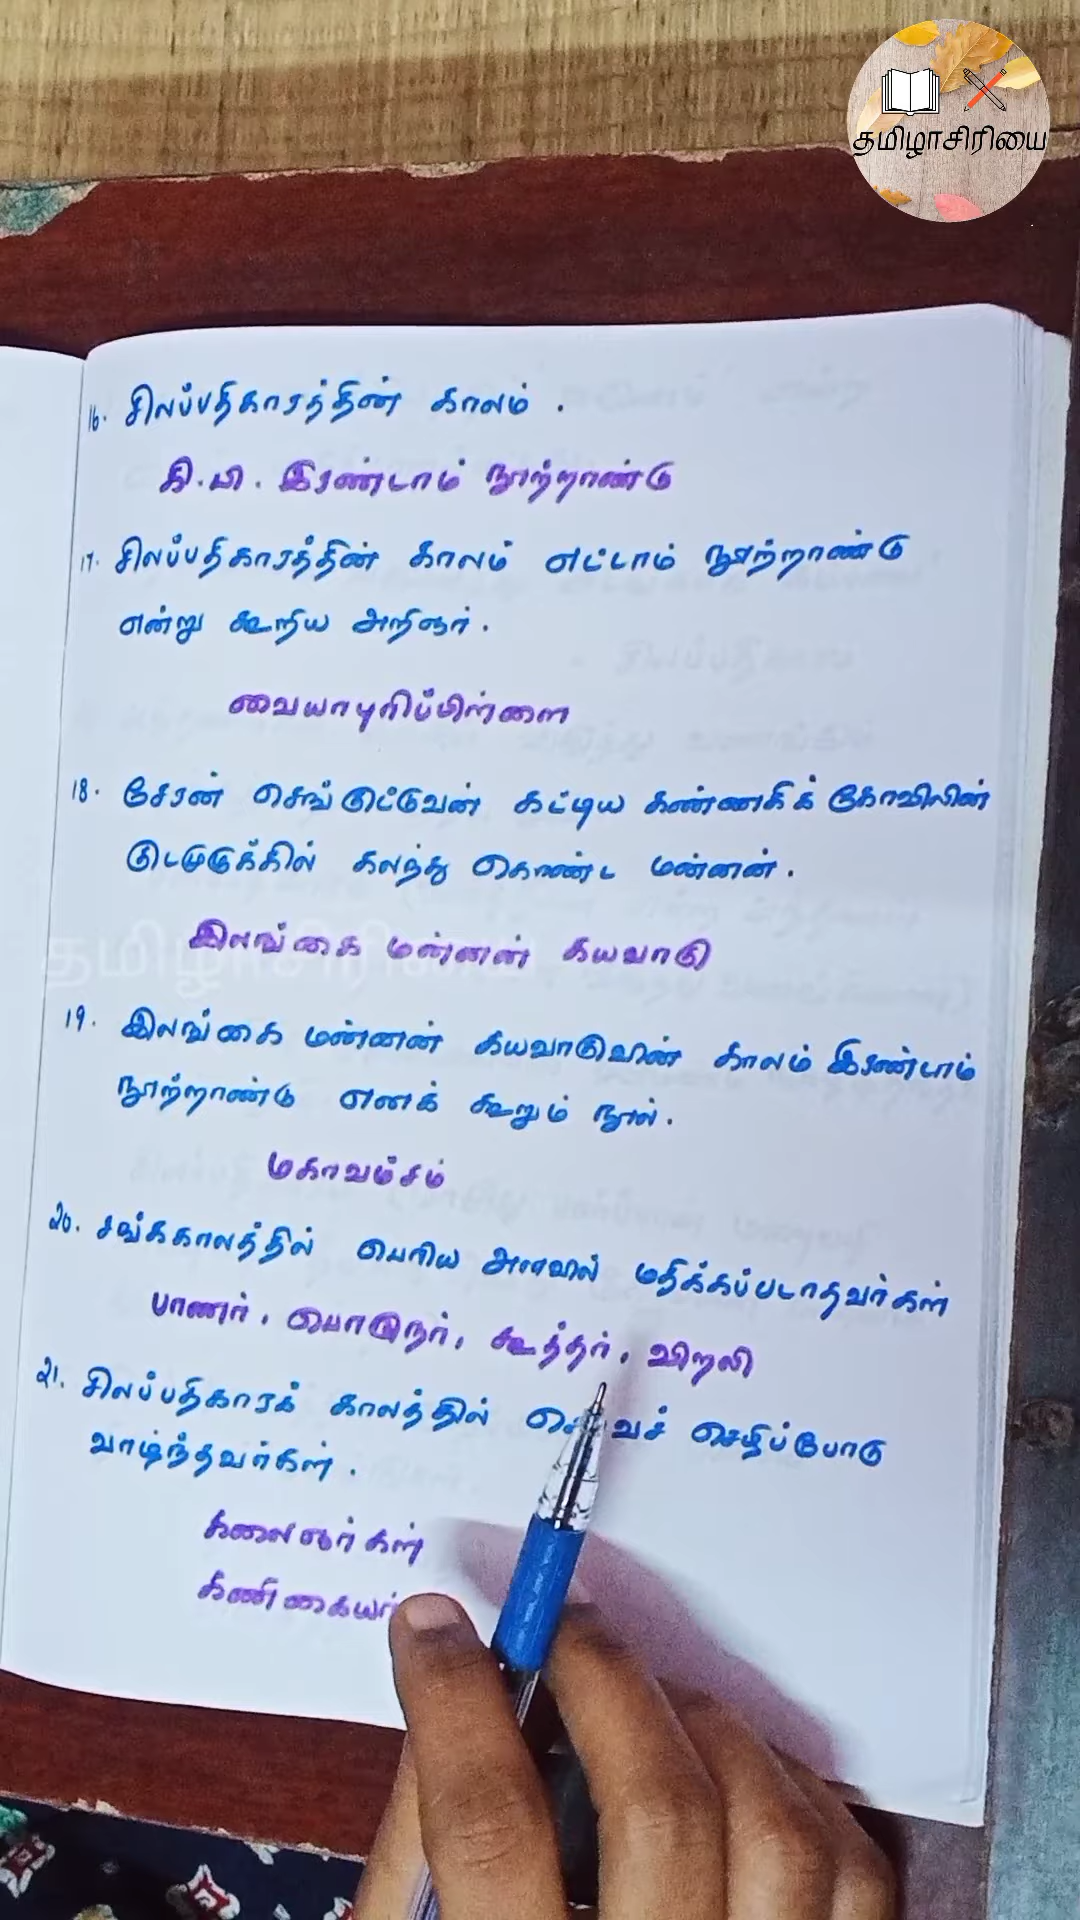 தமிழாசிரியை
16. சிலப்பதிகாரத்தின் காலம் .
கி.பி. இரண்டாம் நூற்றாண்டு
17. சிலப்பதிகாரத்தின் காலம் எட்டாம் நூற்றாண்டு
என்று கூறிய அறிஞர் .
வையாபுரிப்பிள்ளை
18. சேரன் செங்குட்டுவன் கட்டிய கண்ணகிக் கோவிலின்
குடமுழுக்கில் கலந்து கொண்ட மன்னன் .
இலங்கை மன்னன் கயவாகு
19. இலங்கை மன்னன் கயவாகுவின் காலம் இரண்டாம்
நூற்றாண்டு எனக் கூறும் நூல் .
மகாவம்சம்
20. சங்ககாலத்தில் பெரிய அளவில் மதிக்கப்படாதவர்கள்
பாணர் , பொருநர் , கூத்தர் , விறலி
21. சிலப்பதிகாரக் காலத்தில் செழிப்போடு
வாழ்ந்தவர்கள் .
கலைஞர்கள்
கணிகையர்